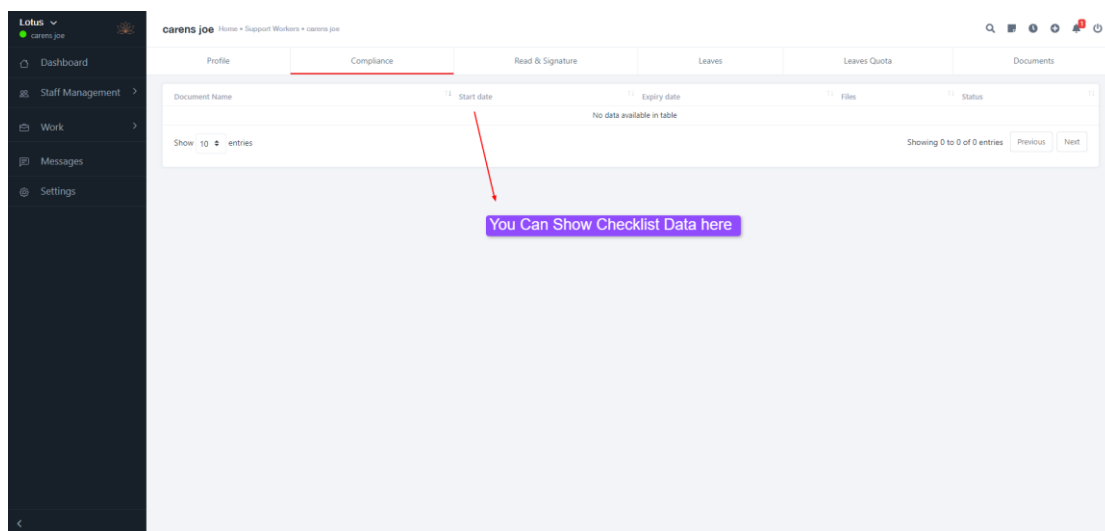 Lotus
carens joe
carens joe Home • Support Workers • carens joe
1
Dashboard
Staff Management
Work
Messages
Settings
Profile Compliance Read & Signature Leaves Leaves Quota Documents
Document Name Start date Expiry date Files Status
No data available in table
Show 10 entries Showing 0 to 0 of 0 entries Previous Next
You Can Show Checklist Data here